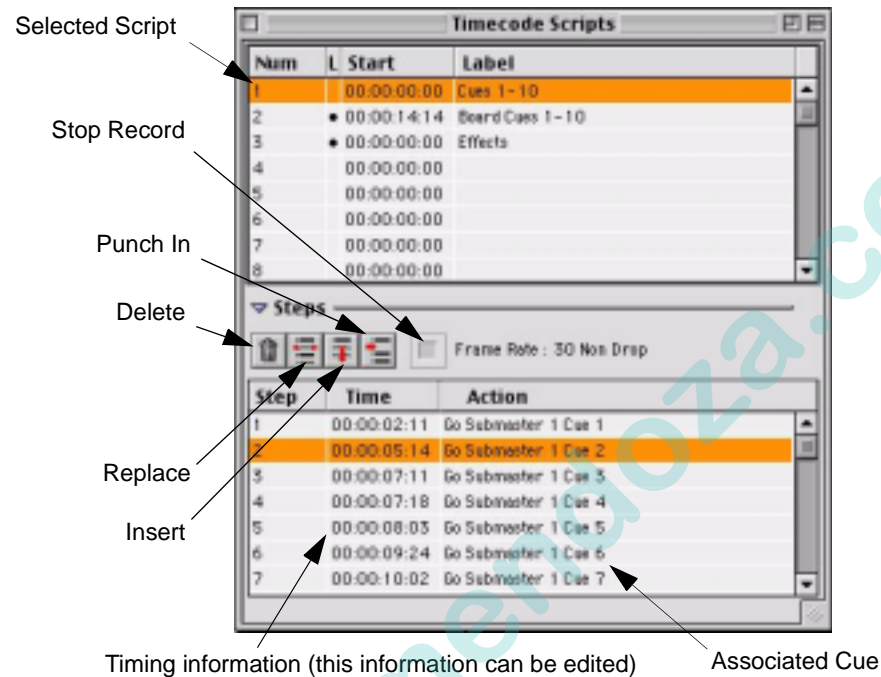 Timecode Scripts
Selected Script
Num L Start Label
1 00:00:00:00 Cues 1-10
2 • 00:00:14:14 Board Cues 1-10
3 • 00:00:00:00 Effects
4 00:00:00:00
5 00:00:00:00
6 00:00:00:00
7 00:00:00:00
8 00:00:00:00
Stop Record
Punch In
Delete
Steps
Frame Rate : 30 Non Drop
Step Time Action
1 00:00:02:11 Go Submaster 1 Cue 1
2 00:00:05:14 Go Submaster 1 Cue 2
3 00:00:07:11 Go Submaster 1 Cue 3
4 00:00:07:18 Go Submaster 1 Cue 4
5 00:00:08:03 Go Submaster 1 Cue 5
6 00:00:09:24 Go Submaster 1 Cue 6
7 00:00:10:02 Go Submaster 1 Cue 7
Replace
Insert
Timing information (this information can be edited)
Associated Cue
mendoza.c